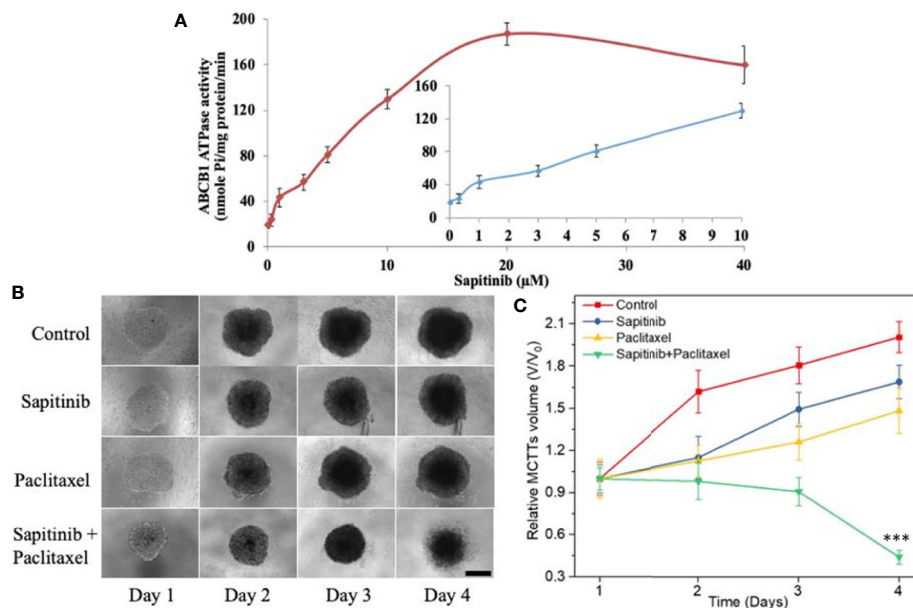 A
ABCB1 ATPase activity
(nmole Pi/mg protein/min)
200
160
120
80
40
0
0 10 20 30 40
Sapitinib (μM)
160
120
80
40
0
0 1 2 3 4 5 6 7 8 9 10
B
Control
Sapitinib
Paclitaxel
Sapitinib +
Paclitaxel
Day 1 Day 2 Day 3 Day 4
C
Control
Sapitinib
Paclitaxel
Sapitinib+Paclitaxel
Relative MCTTs volume (V/V₀)
2.1
1.8
1.5
1.2
0.9
0.6
0.3
***
1 2 3 4
Time (Days)